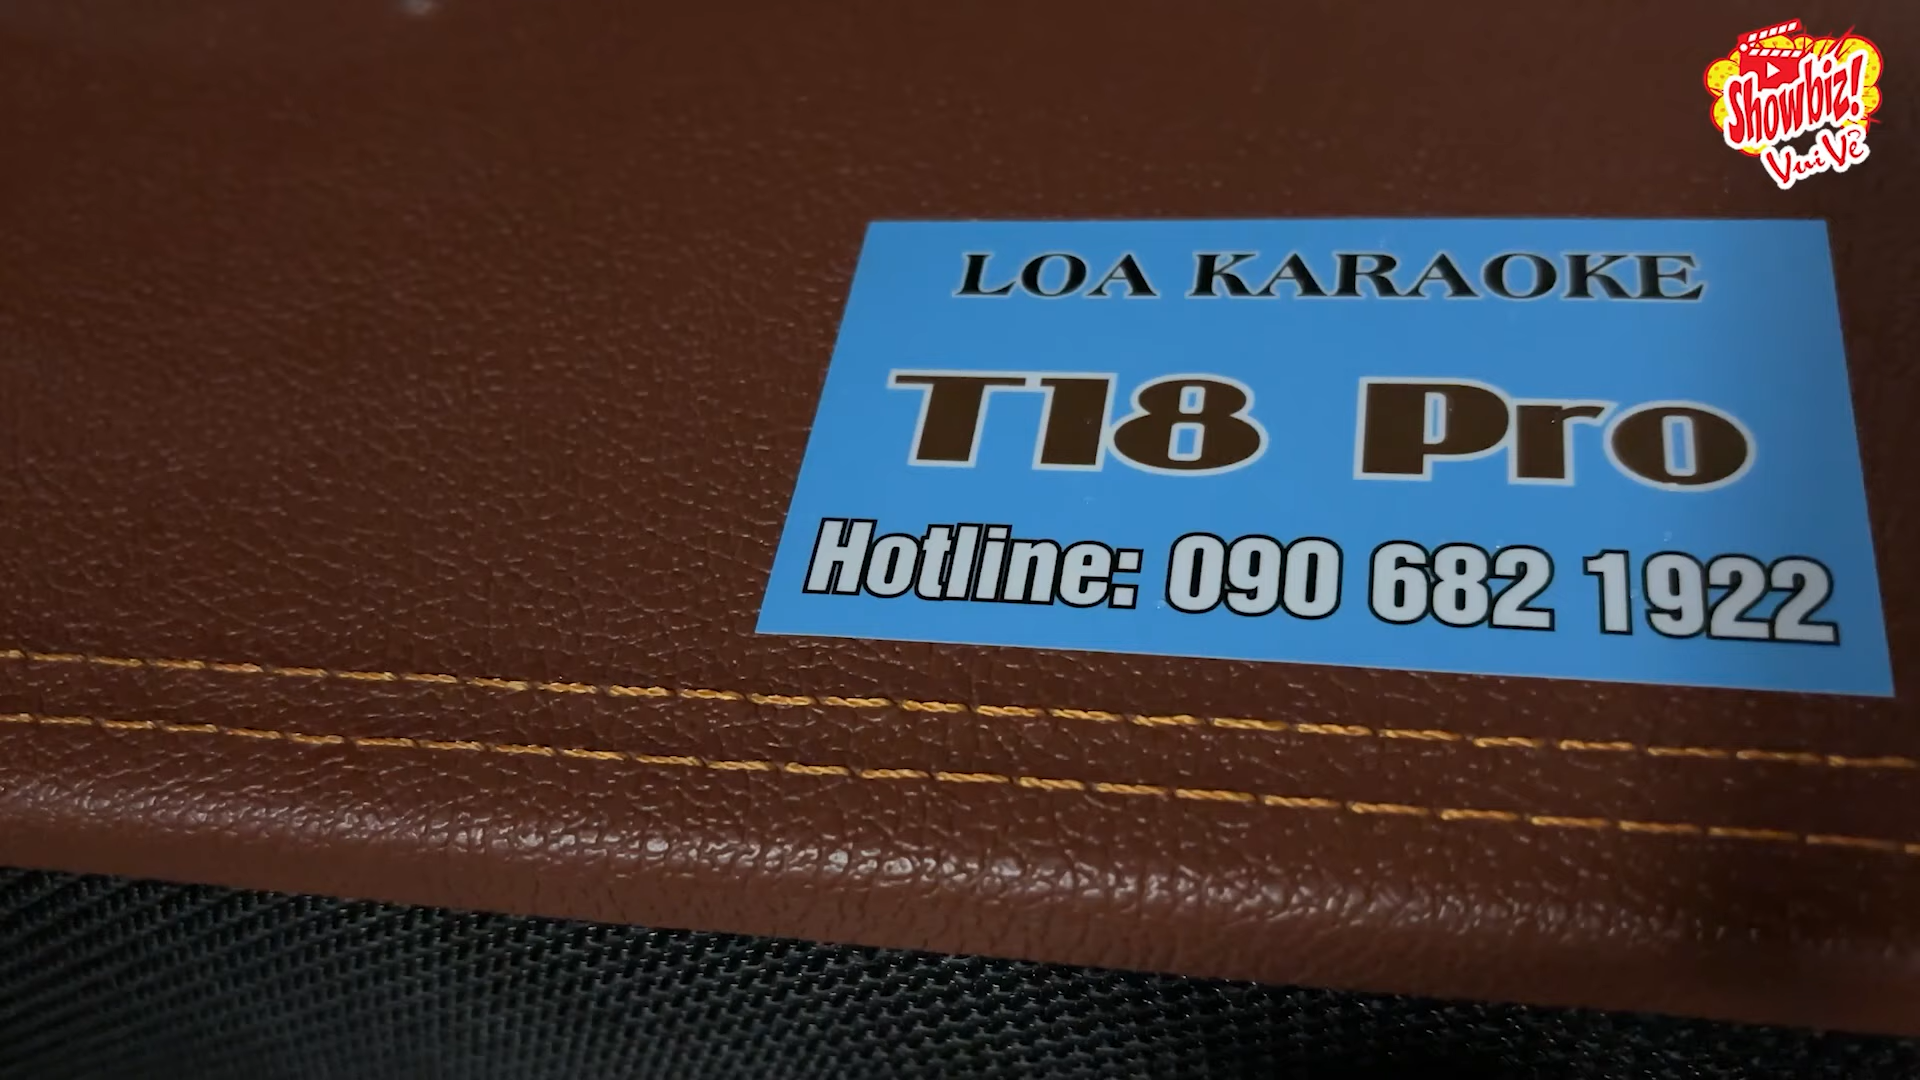 Showbiz!
Vui Vẻ
LOA KARAOKE
T18 Pro
Hotline: 090 682 1922